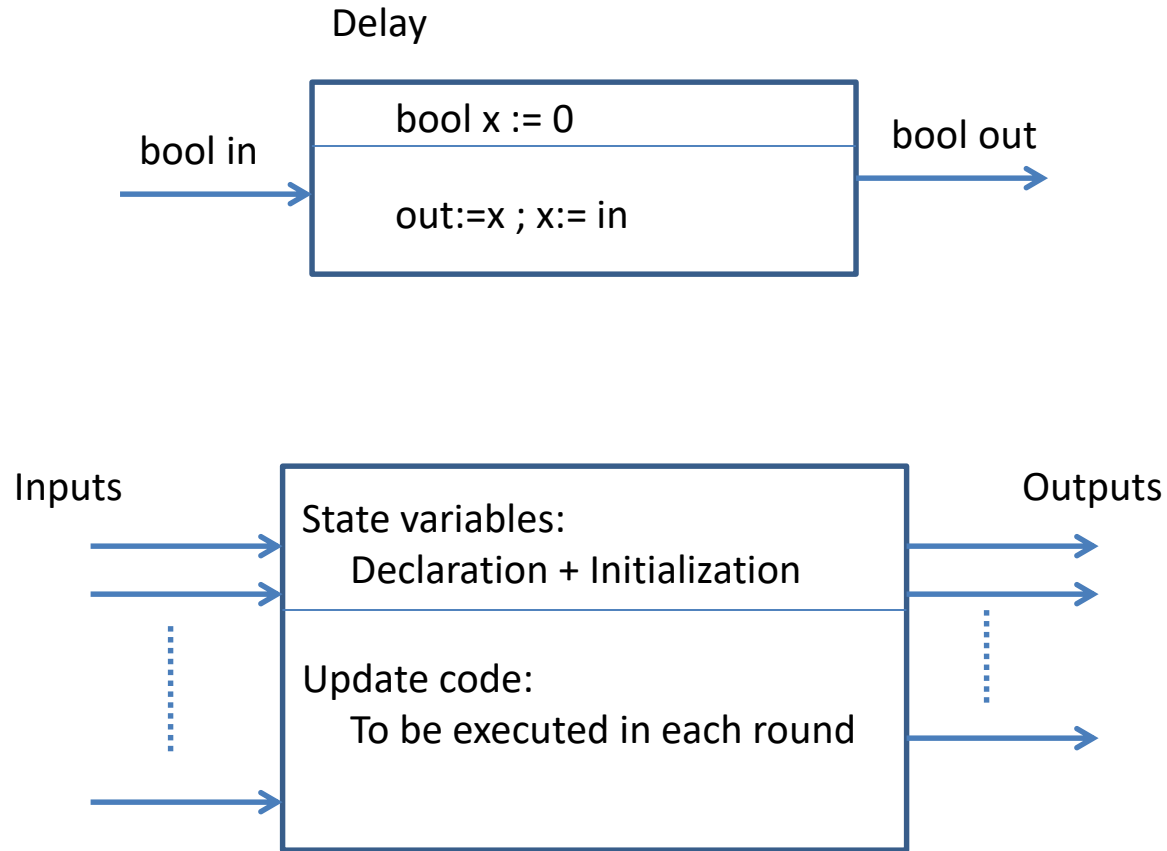 Delay
bool x := 0
bool in
bool out
out:=x ; x:= in
Inputs
Outputs
State variables:
Declaration + Initialization
Update code:
To be executed in each round